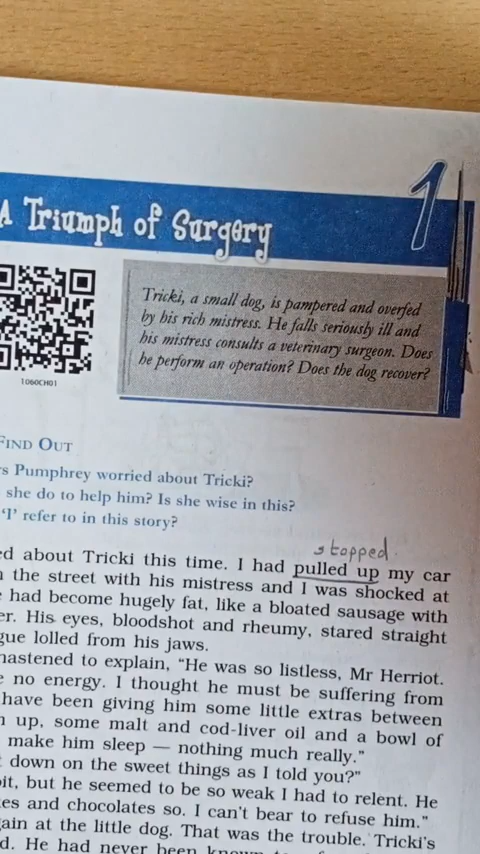 A Triumph of Surgery
1
Tricki, a small dog, is pampered and overfed
by his rich mistress. He falls seriously ill and
his mistress consults a veterinary surgeon. Does
he perform an operation? Does the dog recover?
1060CH01
FIND OUT
Pumphrey worried about Tricki?
she do to help him? Is she wise in this?
‘I’ refer to in this story?
stopped.
about Tricki this time. I had pulled up my car
the street with his mistress and I was shocked at
had become hugely fat, like a bloated sausage with
His eyes, bloodshot and rheumy, stared straight
lolled from his jaws.
hastened to explain, “He was so listless, Mr Herriot.
no energy. I thought he must be suffering from
have been giving him some little extras between
up, some malt and cod-liver oil and a bowl of
make him sleep — nothing much really.”
down on the sweet things as I told you?”
bit, but he seemed to be so weak I had to relent. He
and chocolates so. I can’t bear to refuse him.”
at the little dog. That was the trouble. Tricki’s
He had never been known